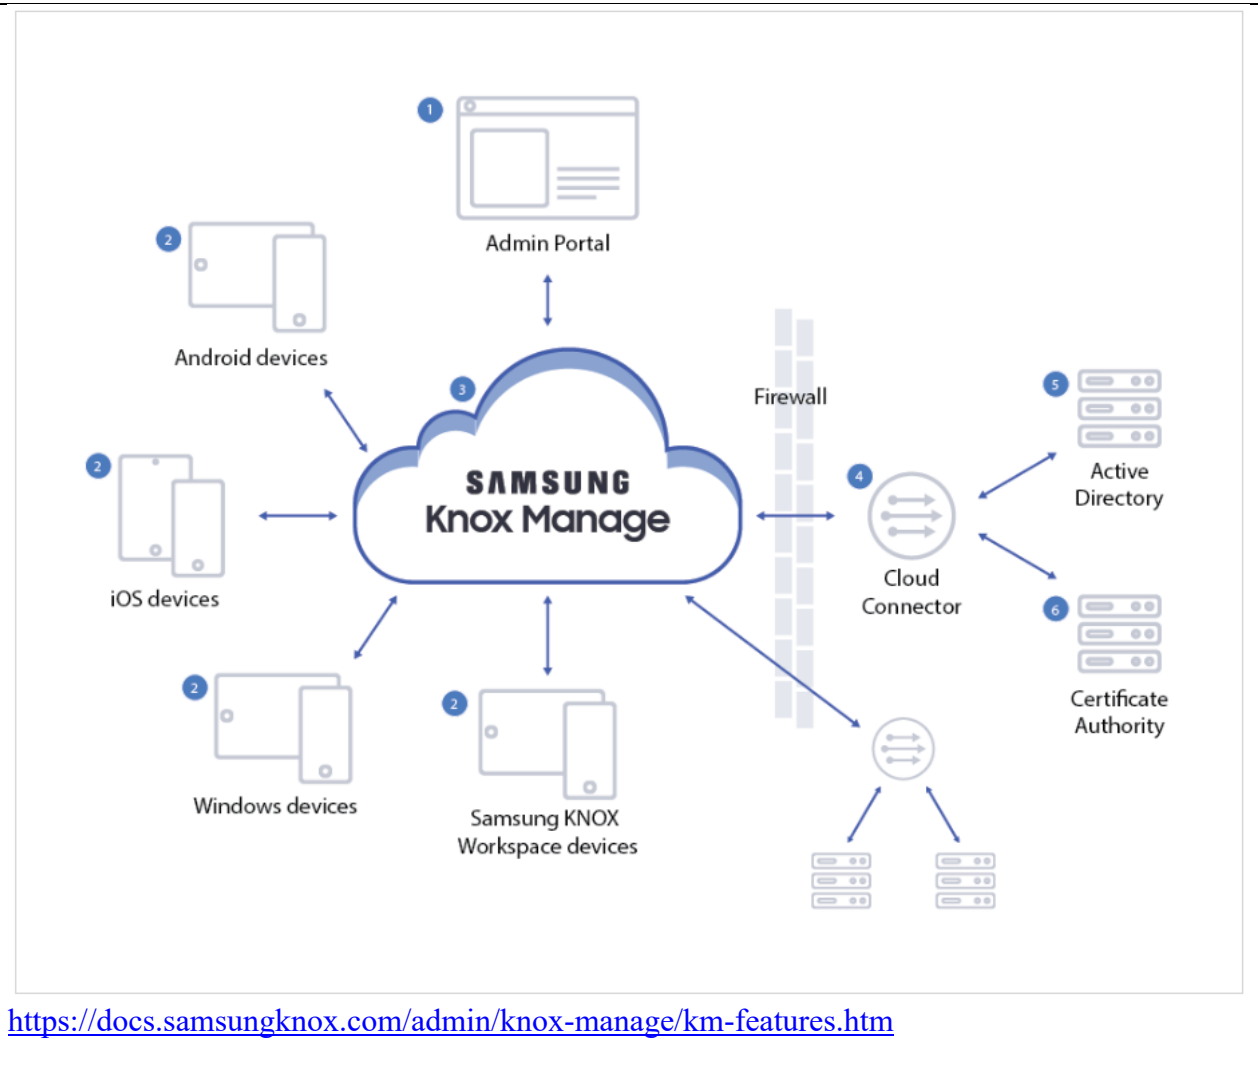 1
Admin Portal
2
Android devices
3
Firewall
5
Active
Directory
2
iOS devices
SAMSUNG
Knox Manage
4
Cloud
Connector
6
Certificate
Authority
2
Windows devices
2
Samsung KNOX
Workspace devices
https://docs.samsungknox.com/admin/knox-manage/km-features.htm